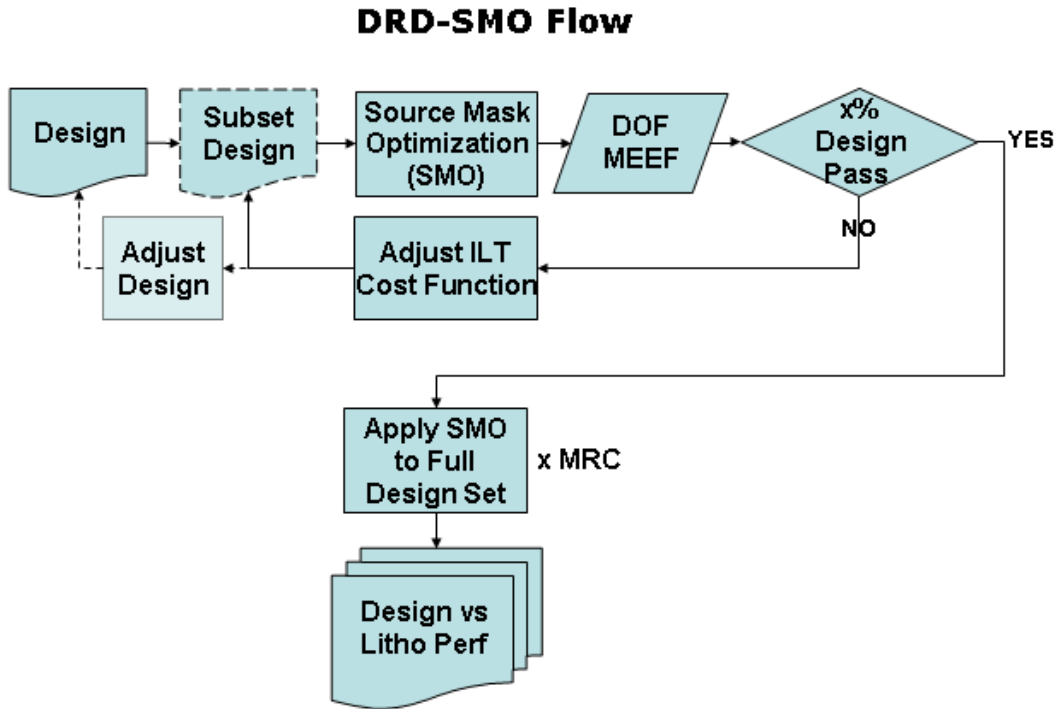 DRD-SMO Flow
Design
Subset
Design
Source Mask
Optimization
(SMO)
DOF
MEEF
x%
Design
Pass
YES
NO
Adjust
Design
Adjust ILT
Cost Function
Apply SMO
to Full
Design Set
x MRC
Design vs
Litho Perf